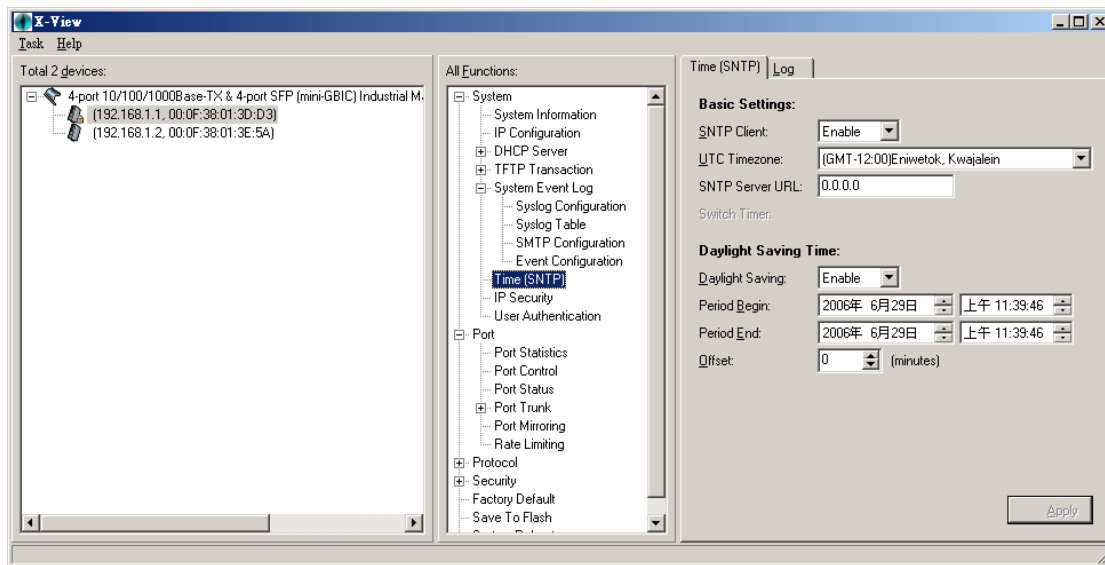 X-View
Task Help
Total 2 devices:
4-port 10/100/1000Base-TX & 4-port SFP (mini-GBIC) Industrial M
(192.168.1.1, 00:0F:38:01:3D:D3)
(192.168.1.2, 00:0F:38:01:3E:5A)
All Functions:
System
System Information
IP Configuration
DHCP Server
TFTP Transaction
System Event Log
Syslog Configuration
Syslog Table
SMTP Configuration
Event Configuration
Time (SNTP)
IP Security
User Authentication
Port
Port Statistics
Port Control
Port Status
Port Trunk
Port Mirroring
Rate Limiting
Protocol
Security
Factory Default
Save To Flash
Time (SNTP) Log
Basic Settings:
SNTP Client: Enable
UTC Timezone: (GMT-12:00)Eniwetok, Kwajalein
SNTP Server URL: 0.0.0.0
Switch Timer:
Daylight Saving Time:
Daylight Saving: Enable
Period Begin: 2006年 6月29日 上午 11:39:46
Period End: 2006年 6月29日 上午 11:39:46
Offset: 0 (minutes)
Apply